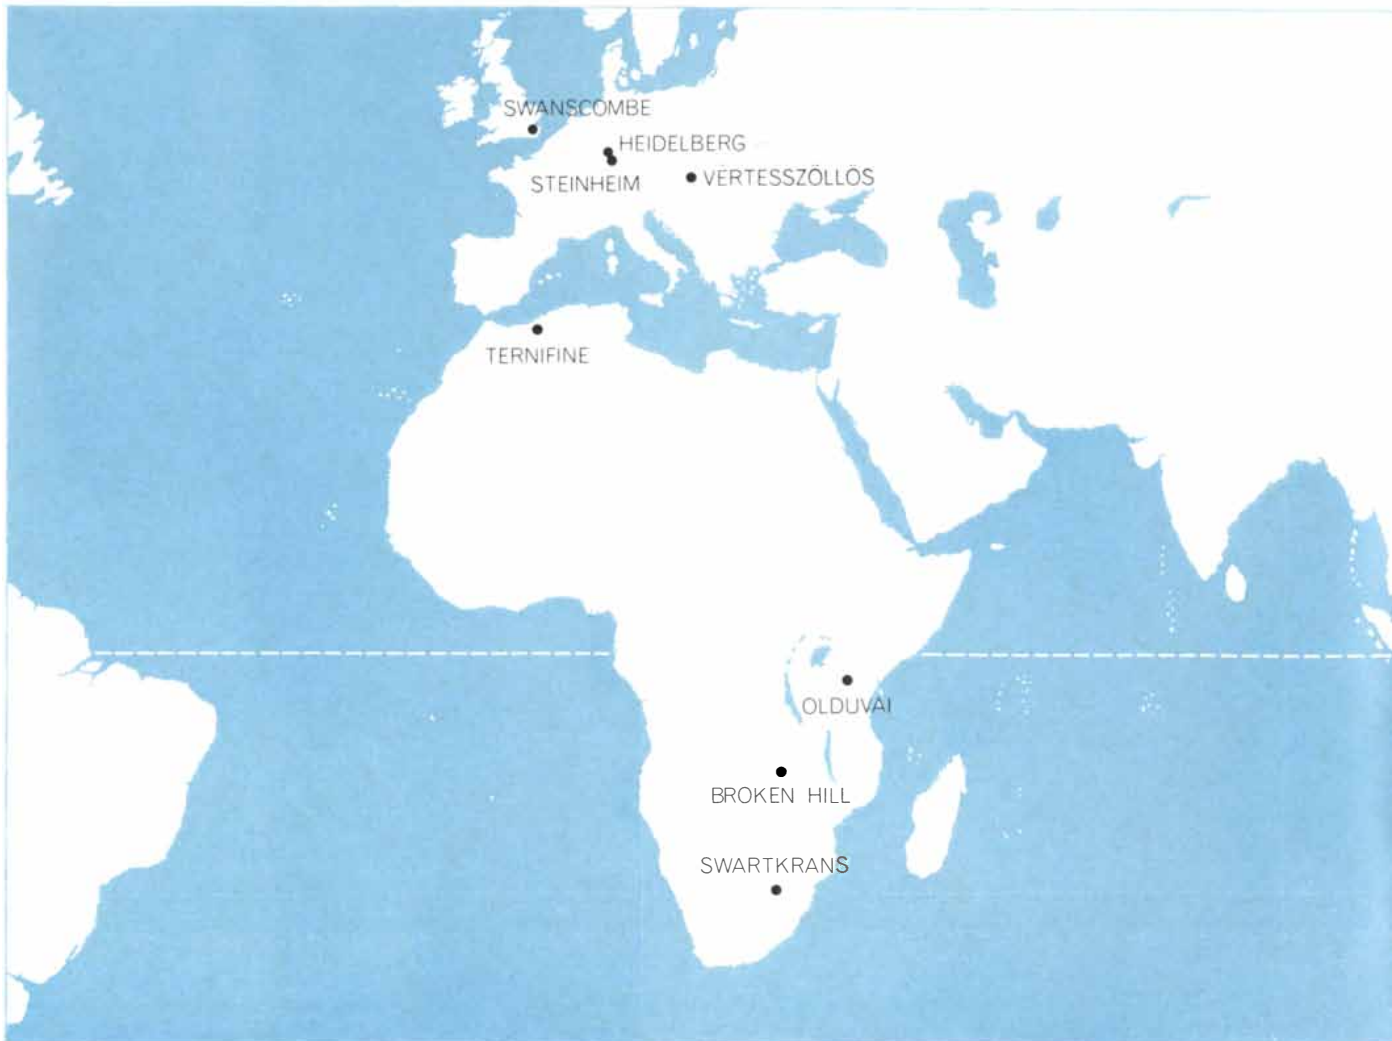 SWANSCOMBE
HEIDELBERG
STEINHEIM
VÉRTESSZÖLLÖS
TERNIFINE
OLDUVAI
BROKEN HILL
SWARTKRANS